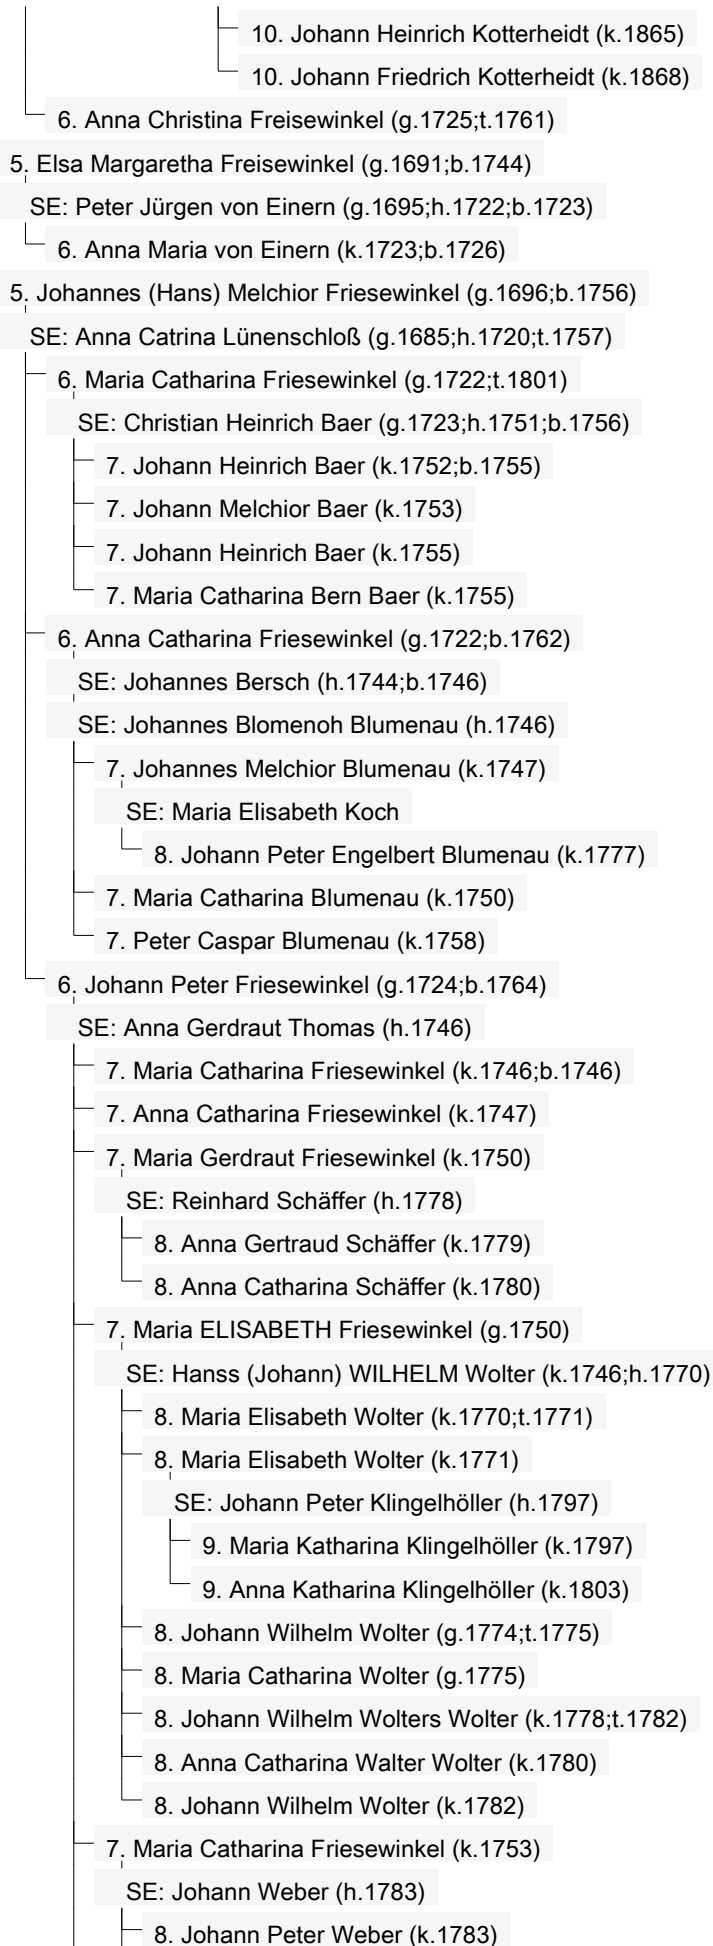 10. Johann Heinrich Kotterheidt (k.1865)
10. Johann Friedrich Kotterheidt (k.1868)
6. Anna Christina Freisewinkel (g.1725;t.1761)
5. Elsa Margaretha Freisewinkel (g.1691;b.1744)
SE: Peter Jürgen von Einern (g.1695;h.1722;b.1723)
6. Anna Maria von Einern (k.1723;b.1726)
5. Johannes (Hans) Melchior Friesewinkel (g.1696;b.1756)
SE: Anna Catrina Lünenschloß (g.1685;h.1720;t.1757)
6. Maria Catharina Friesewinkel (g.1722;t.1801)
SE: Christian Heinrich Baer (g.1723;h.1751;b.1756)
7. Johann Heinrich Baer (k.1752;b.1755)
7. Johann Melchior Baer (k.1753)
7. Johann Heinrich Baer (k.1755)
7. Maria Catharina Bern Baer (k.1755)
6. Anna Catharina Friesewinkel (g.1722;b.1762)
SE: Johannes Bersch (h.1744;b.1746)
SE: Johannes Blomenoh Blumenau (h.1746)
7. Johannes Melchior Blumenau (k.1747)
SE: Maria Elisabeth Koch
8. Johann Peter Engelbert Blumenau (k.1777)
7. Maria Catharina Blumenau (k.1750)
7. Peter Caspar Blumenau (k.1758)
6. Johann Peter Friesewinkel (g.1724;b.1764)
SE: Anna Gerdraut Thomas (h.1746)
7. Maria Catharina Friesewinkel (k.1746;b.1746)
7. Anna Catharina Friesewinkel (k.1747)
7. Maria Gerdraut Friesewinkel (k.1750)
SE: Reinhard Schäffer (h.1778)
8. Anna Gertraud Schäffer (k.1779)
8. Anna Catharina Schäffer (k.1780)
7. Maria ELISABETH Friesewinkel (g.1750)
SE: Hanss (Johann) WILHELM Wolter (k.1746;h.1770)
8. Maria Elisabeth Wolter (k.1770;t.1771)
8. Maria Elisabeth Wolter (k.1771)
SE: Johann Peter Klingelhöller (h.1797)
9. Maria Katharina Klingelhöller (k.1797)
9. Anna Katharina Klingelhöller (k.1803)
8. Johann Wilhelm Wolter (g.1774;t.1775)
8. Maria Catharina Wolter (g.1775)
8. Johann Wilhelm Wolters Wolter (k.1778;t.1782)
8. Anna Catharina Walter Wolter (k.1780)
8. Johann Wilhelm Wolter (k.1782)
7. Maria Catharina Friesewinkel (k.1753)
SE: Johann Weber (h.1783)
8. Johann Peter Weber (k.1783)